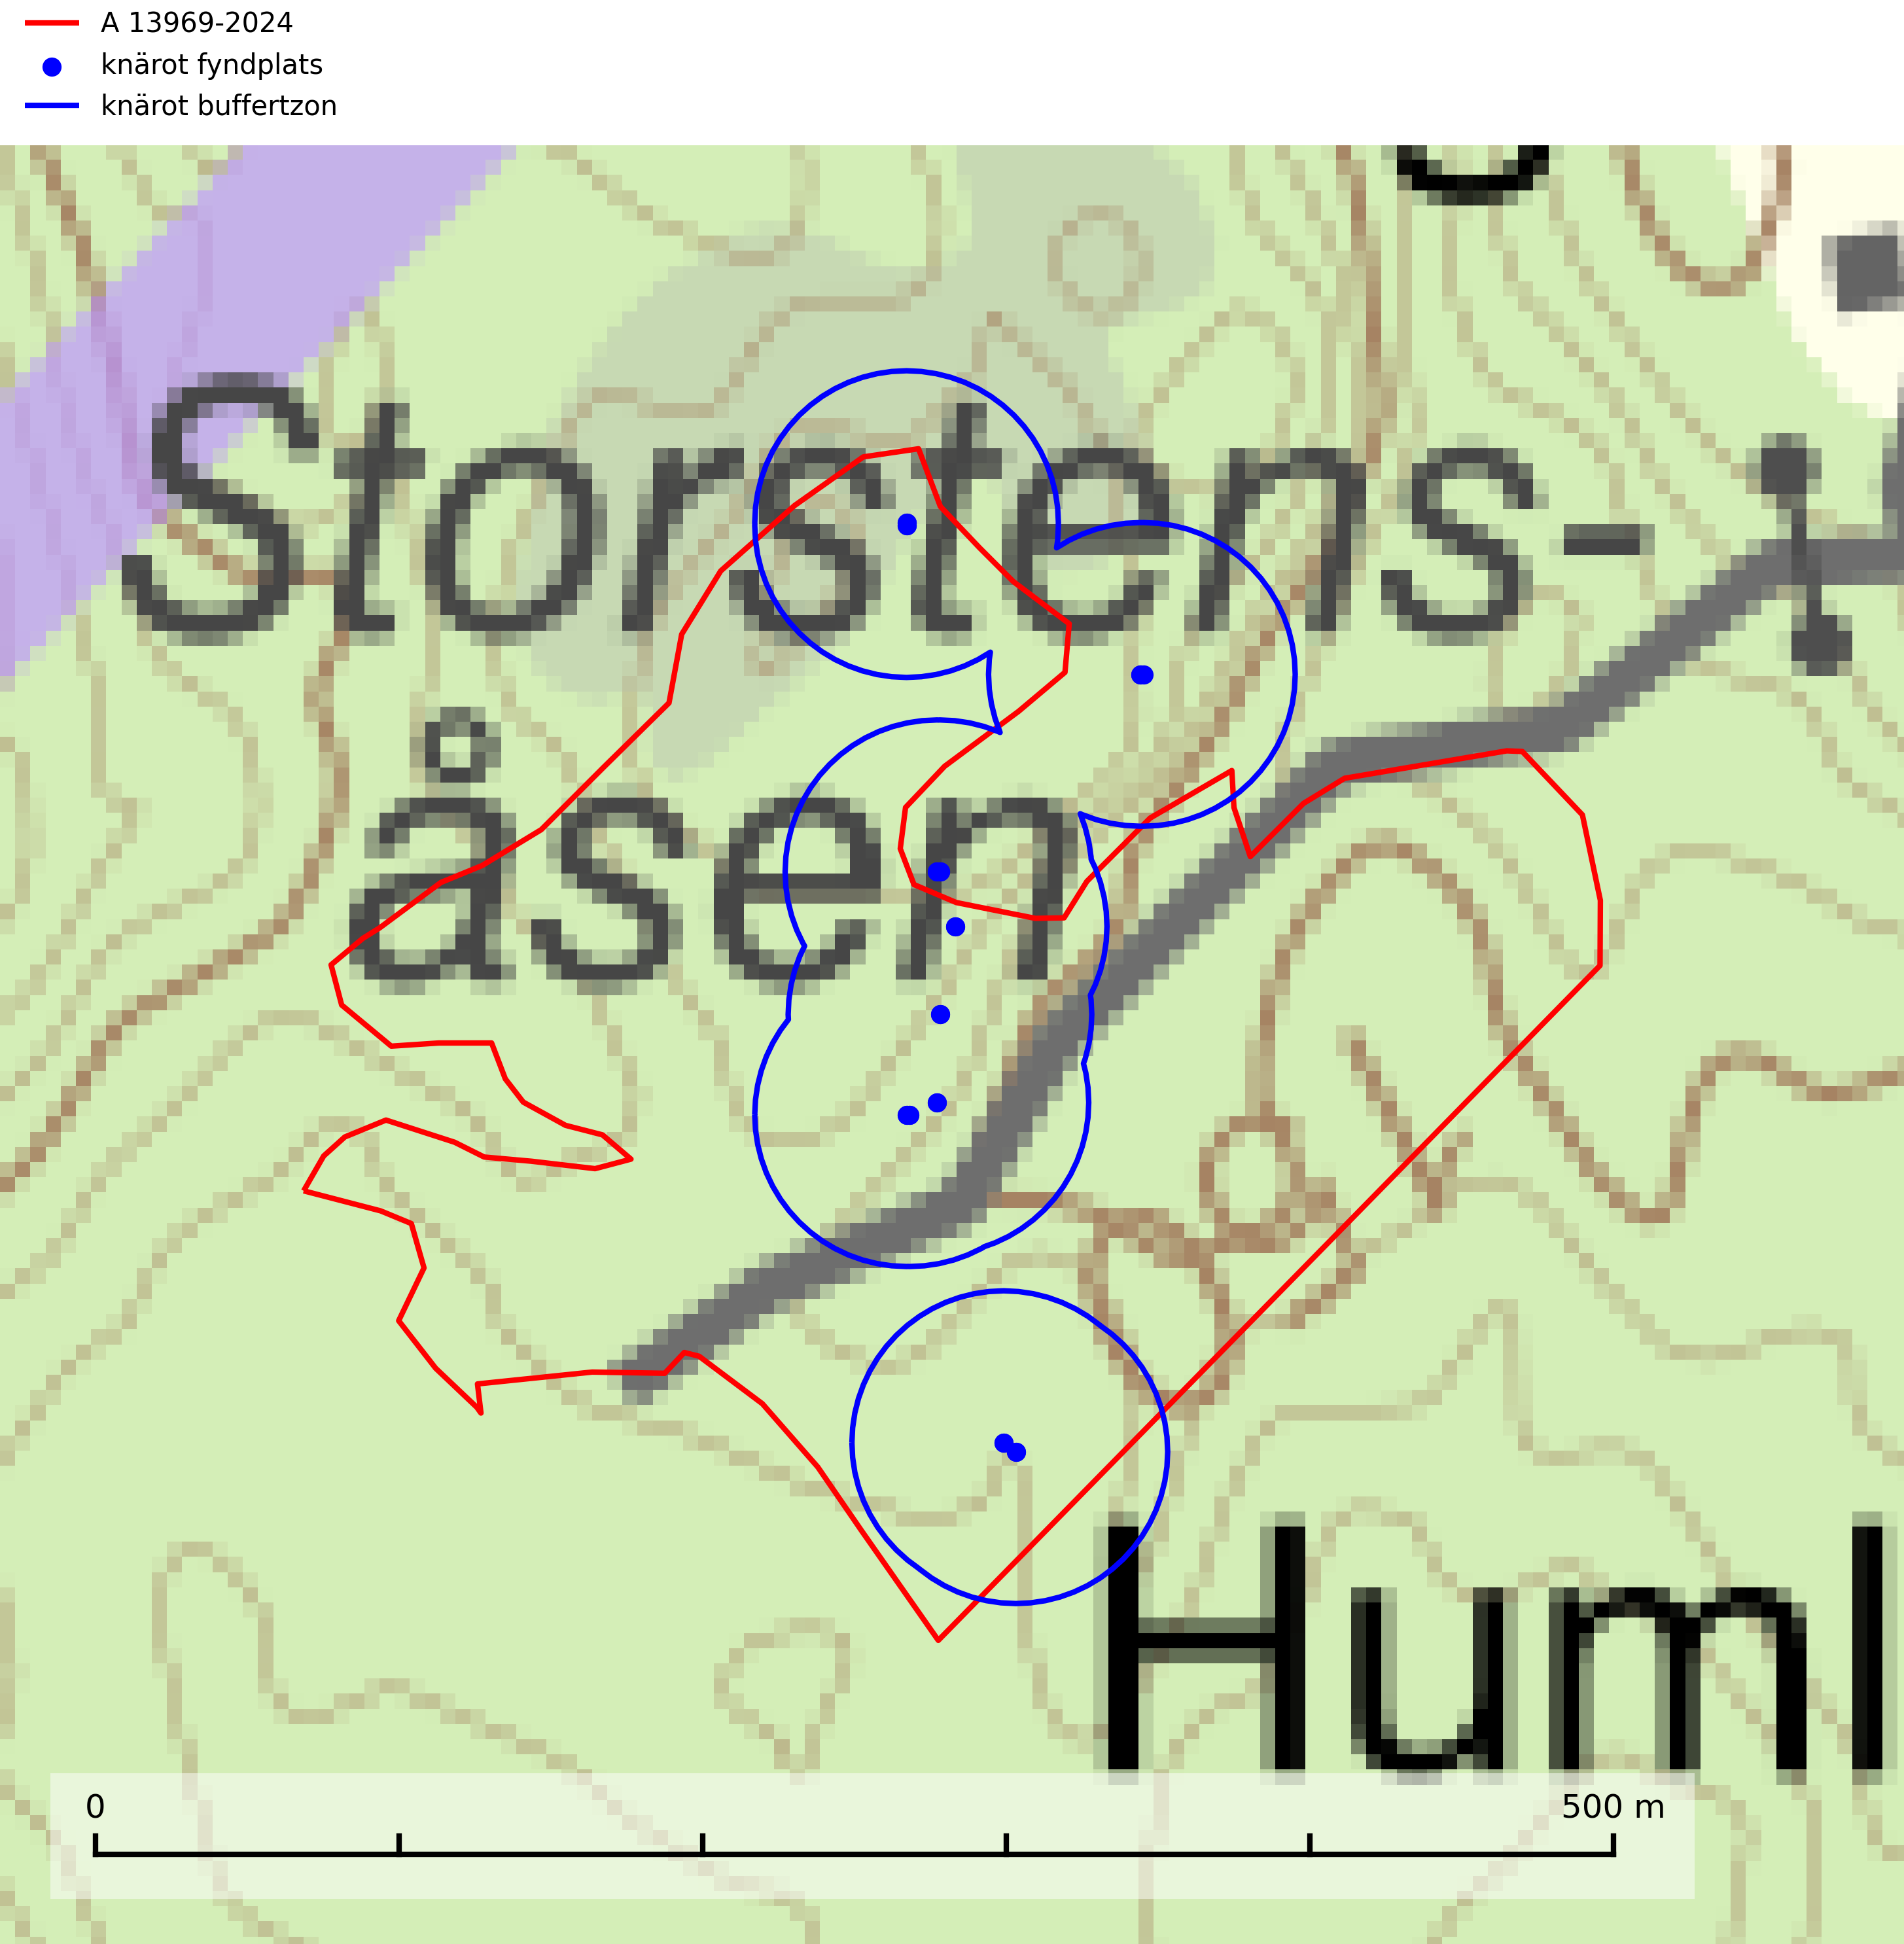 A 13969-2024
knärot fyndplats
knärot buffertzon
Storstens-
åsen
Huml
0 500 m